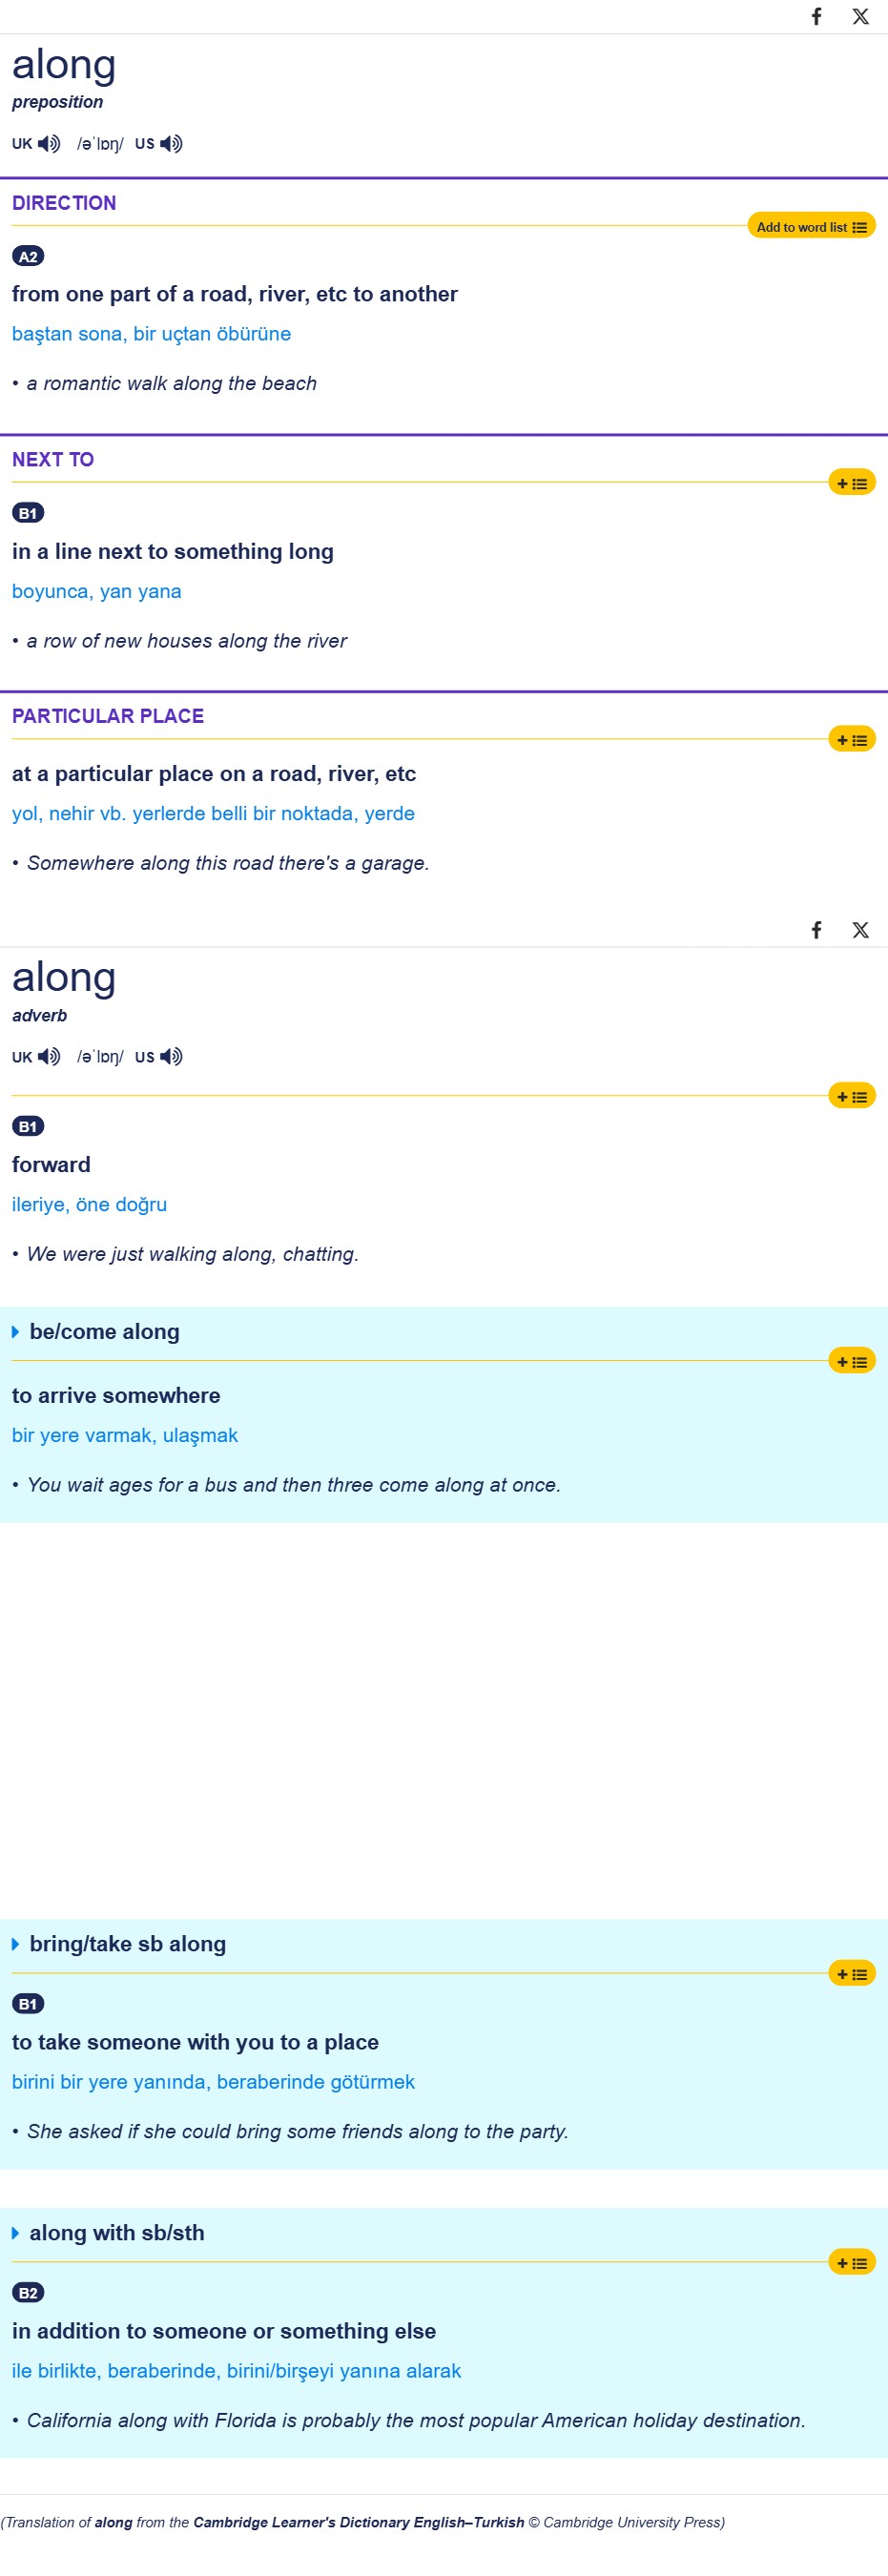 along
preposition
UK /əˈlɒŋ/ US
DIRECTION
Add to word list
A2
from one part of a road, river, etc to another
baştan sona, bir uçtan öbürüne
• a romantic walk along the beach
NEXT TO
B1
in a line next to something long
boyunca, yan yana
• a row of new houses along the river
PARTICULAR PLACE
at a particular place on a road, river, etc
yol, nehir vb. yerlerde belli bir noktada, yerde
• Somewhere along this road there's a garage.
along
adverb
UK /əˈlɒŋ/ US
B1
forward
ileriye, öne doğru
• We were just walking along, chatting.
be/come along
to arrive somewhere
bir yere varmak, ulaşmak
• You wait ages for a bus and then three come along at once.
bring/take sb along
B1
to take someone with you to a place
birini bir yere yanında, beraberinde götürmek
• She asked if she could bring some friends along to the party.
along with sb/sth
B2
in addition to someone or something else
ile birlikte, beraberinde, birini/birşeyi yanına alarak
• California along with Florida is probably the most popular American holiday destination.
(Translation of along from the Cambridge Learner's Dictionary English–Turkish © Cambridge University Press)